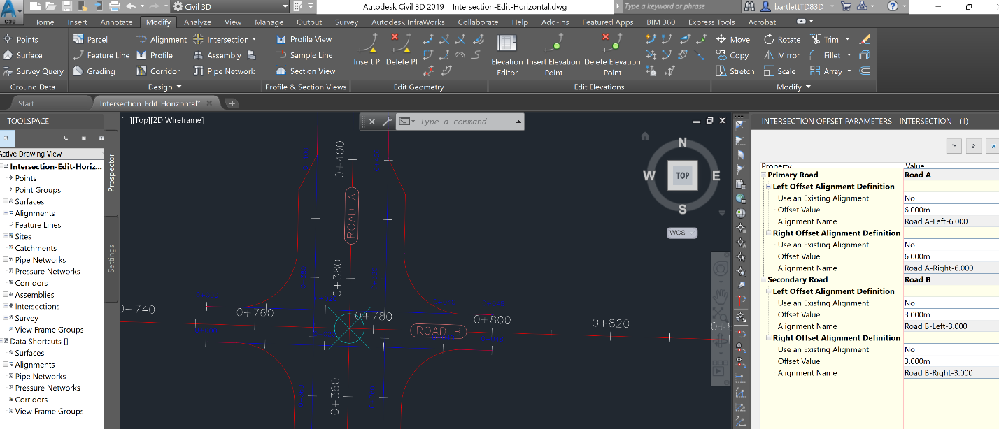 Civil 3D
Autodesk Civil 3D 2019 Intersection-Edit-Horizontal.dwg
Type a keyword or phrase
bartlettTD83D
C3D
Home Insert Annotate Modify Analyze View Manage Output Survey Autodesk InfraWorks Collaborate Help Add-ins Featured Apps BIM 360 Express Tools Acrobat
Points Parcel Alignment Intersection Profile View Move Rotate Trim
Surface Feature Line Profile Assembly Sample Line Copy Mirror Fillet
Survey Query Grading Corridor Pipe Network Section View Stretch Scale Array
Insert PI Delete PI
Elevation Editor
Insert Elevation Point
Delete Elevation Point
Ground Data Design Profile & Section Views Edit Geometry Edit Elevations Modify
Start Intersection-Edit-Horizontal*
TOOLSPACE
Active Drawing View
Intersection-Edit-Horiz...
Points
Point Groups
Surfaces
Alignments
Feature Lines
Sites
Catchments
Pipe Networks
Pressure Networks
Corridors
Assemblies
Intersections
Survey
View Frame Groups
Data Shortcuts []
Surfaces
Alignments
Pipe Networks
Pressure Networks
Corridors
View Frame Groups
Prospector
Settings
[−][Top][2D Wireframe]
Type a command
N
W TOP E
S
WCS
0+400
ROAD A
0+380
0+740
0+760
0+780
ROAD B
0+800
0+820
0+360
INTERSECTION OFFSET PARAMETERS - INTERSECTION - (1)
Property Value
Primary Road Road A
Left Offset Alignment Definition
Use an Existing Alignment No
Offset Value 6.000m
Alignment Name Road A-Left-6.000
Right Offset Alignment Definition
Use an Existing Alignment No
Offset Value 6.000m
Alignment Name Road A-Right-6.000
Secondary Road Road B
Left Offset Alignment Definition
Use an Existing Alignment No
Offset Value 3.000m
Alignment Name Road B-Left-3.000
Right Offset Alignment Definition
Use an Existing Alignment No
Offset Value 3.000m
Alignment Name Road B-Right-3.000